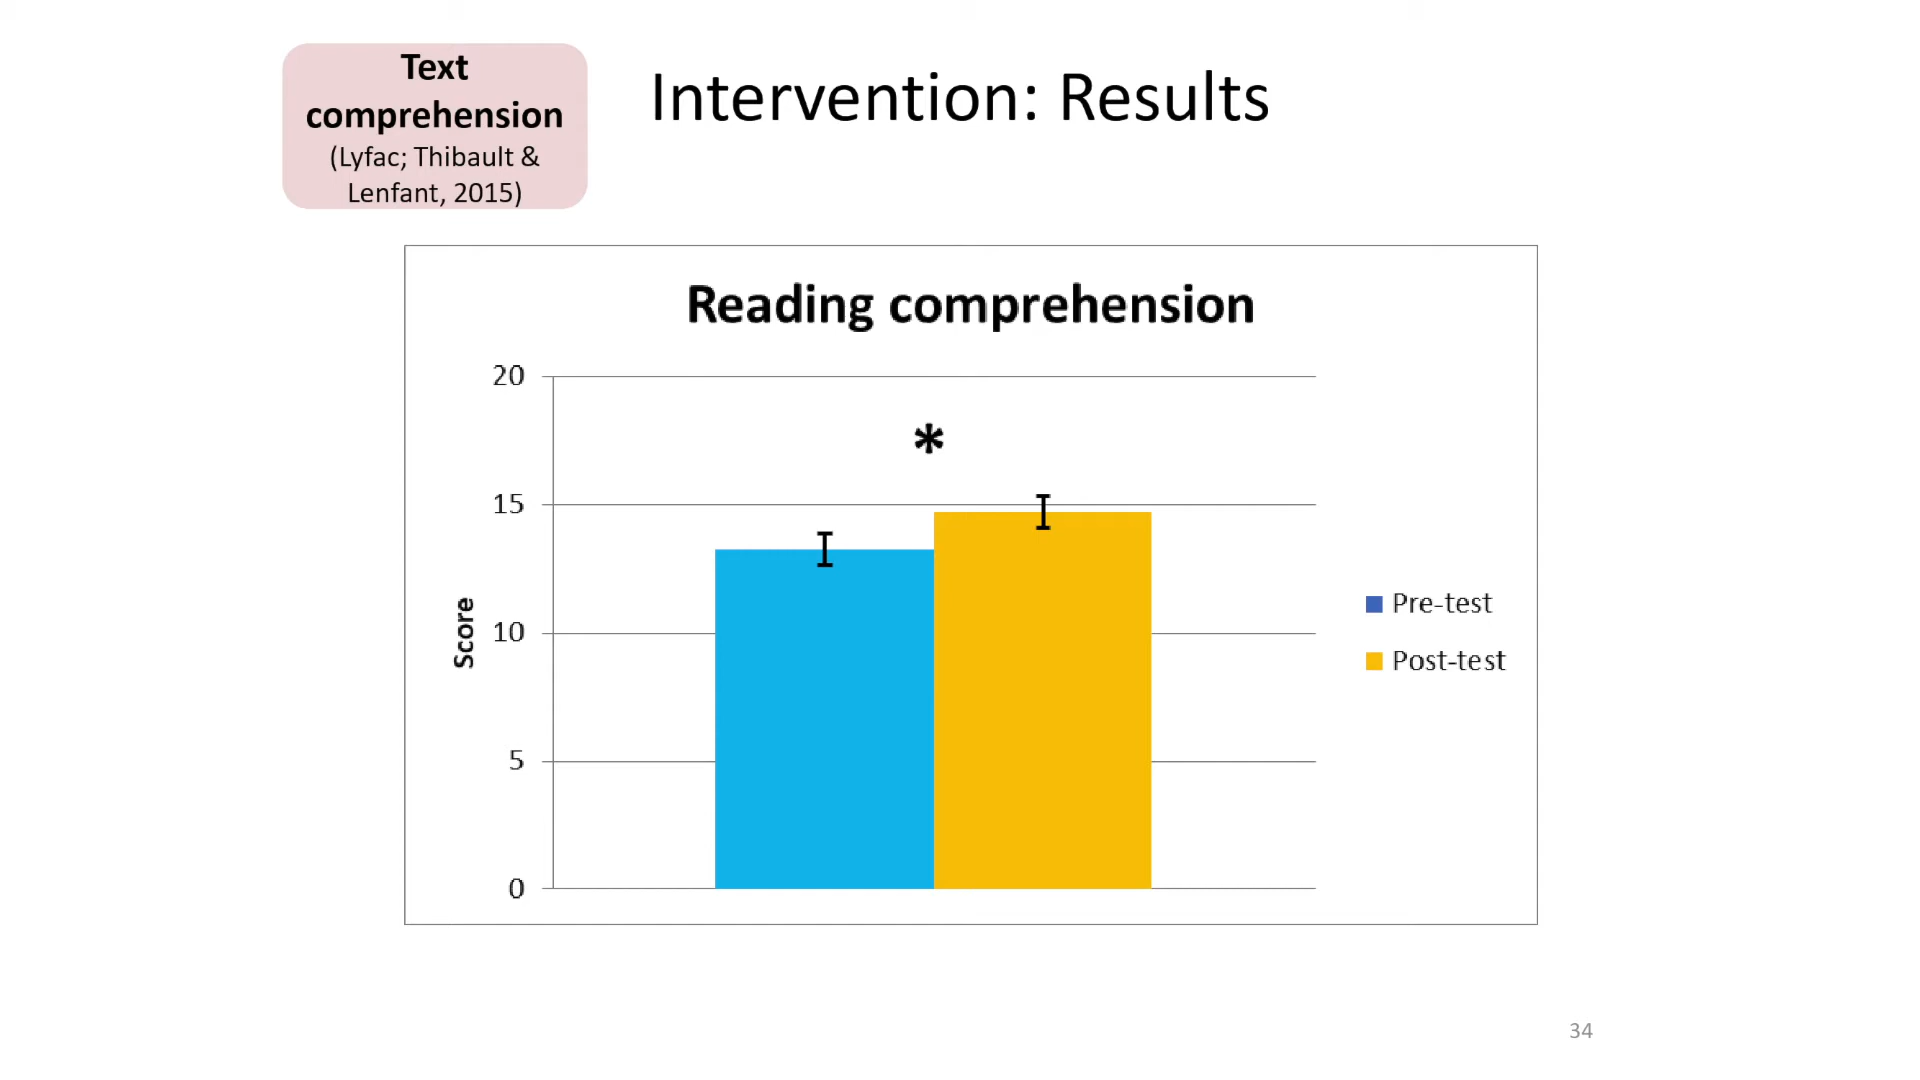 Text
comprehension
(Lyfac; Thibault &
Lenfant, 2015)
Intervention: Results
Reading comprehension
20
*
15
10
5
0
Score
Pre-test
Post-test
34